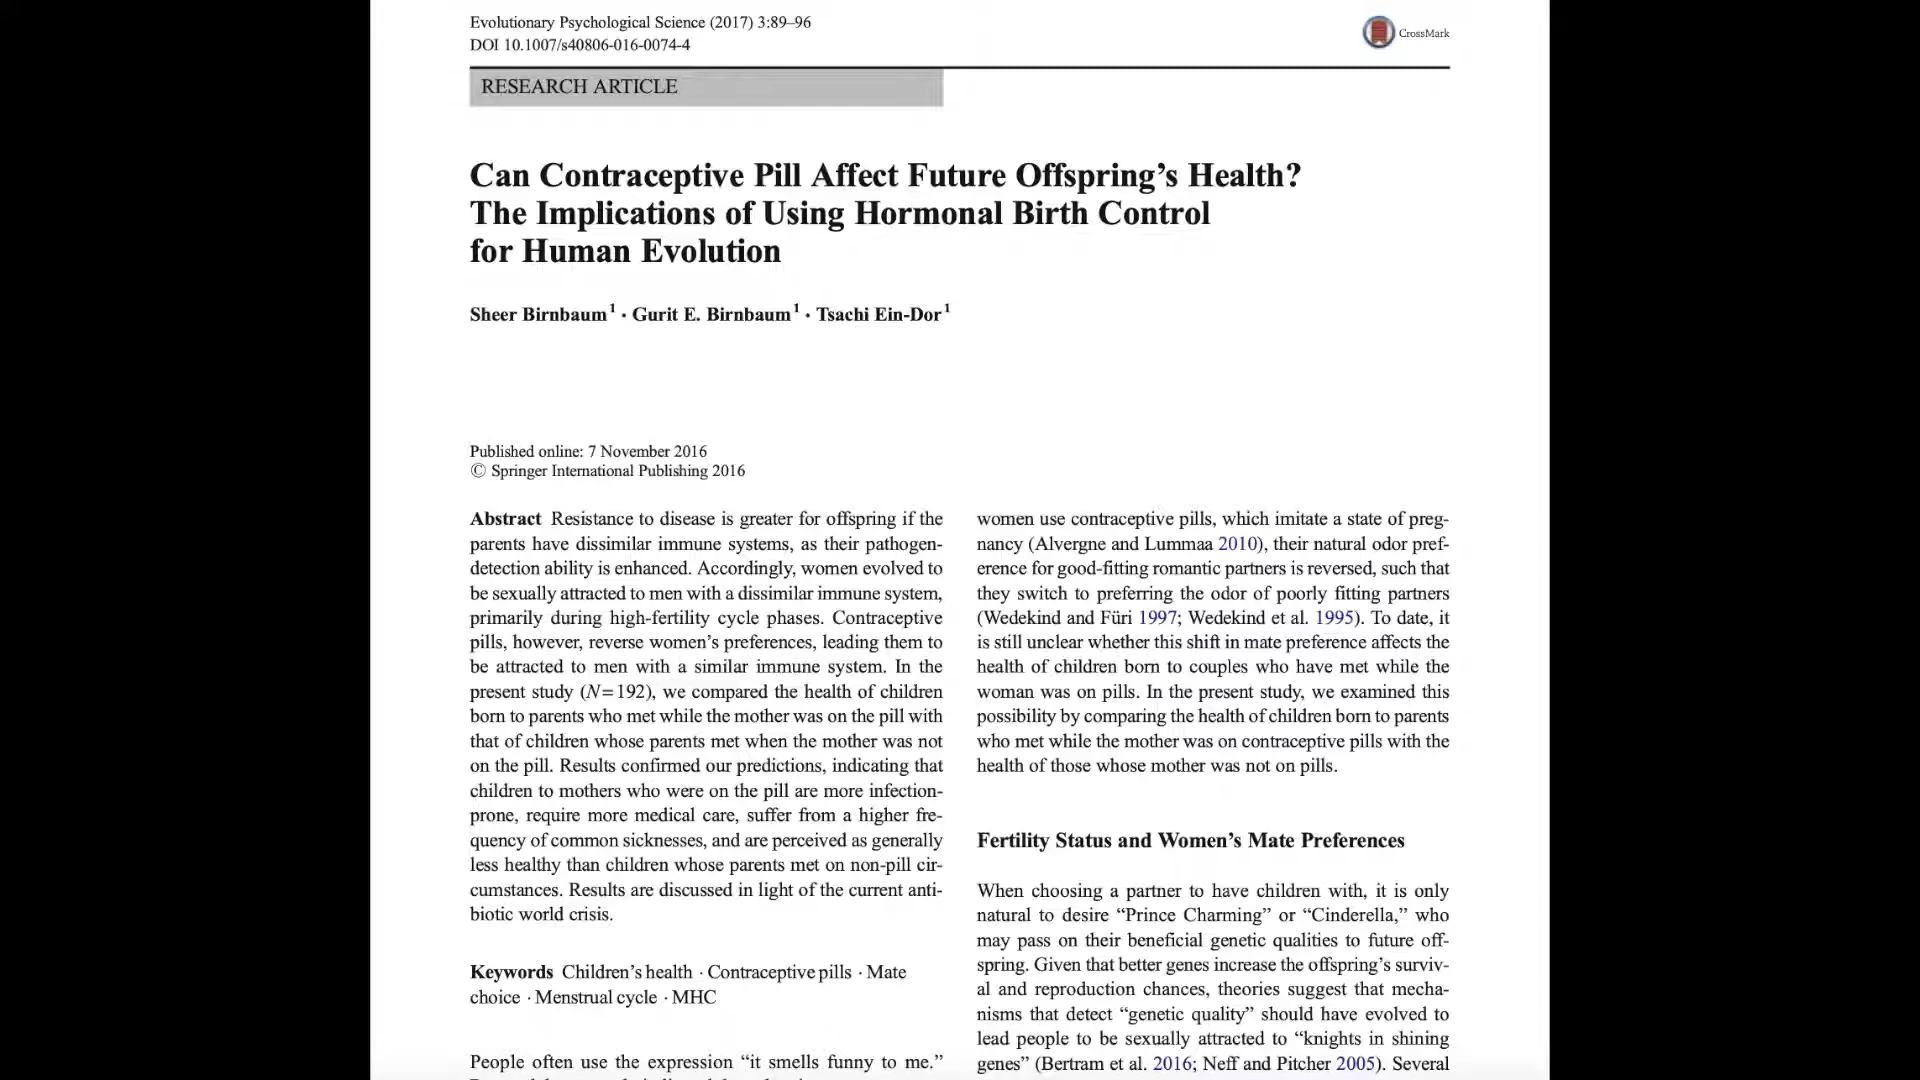 Evolutionary Psychological Science (2017) 3:89–96
DOI 10.1007/s40806-016-0074-4
CrossMark
RESEARCH ARTICLE
Can Contraceptive Pill Affect Future Offspring’s Health?
The Implications of Using Hormonal Birth Control
for Human Evolution
Sheer Birnaum¹ · Gurit E. Birnbaum¹ · Tsachi Ein-Dor¹
Published online: 7 November 2016
© Springer International Publishing 2016
Abstract Resistance to disease is greater for offspring if the
parents have dissimilar immune systems, as their pathogen-
detection ability is enhanced. Accordingly, women evolved to
be sexually attracted to men with a dissimilar immune system,
primarily during high-fertility cycle phases. Contraceptive
pills, however, reverse women’s preferences, leading them to
be attracted to men with a similar immune system. In the
present study (N=192), we compared the health of children
born to parents who met while the mother was on the pill with
that of children whose parents met when the mother was not
on the pill. Results confirmed our predictions, indicating that
children to mothers who were on the pill are more infection-
prone, require more medical care, suffer from a higher fre-
quency of common sicknesses, and are perceived as generally
less healthy than children whose parents met on non-pill cir-
cumstances. Results are discussed in light of the current anti-
biotic world crisis.
Keywords Children’s health · Contraceptive pills · Mate
choice · Menstrual cycle · MHC
People often use the expression “it smells funny to me.”
women use contraceptive pills, which imitate a state of preg-
nancy (Alvergne and Lummaa 2010), their natural odor pref-
erence for good-fitting romantic partners is reversed, such that
they switch to preferring the odor of poorly fitting partners
(Wedekind and Füri 1997; Wedekind et al. 1995). To date, it
is still unclear whether this shift in mate preference affects the
health of children born to couples who have met while the
woman was on pills. In the present study, we examined this
possibility by comparing the health of children born to parents
who met while the mother was on contraceptive pills with the
health of those whose mother was not on pills.
Fertility Status and Women’s Mate Preferences
When choosing a partner to have children with, it is only
natural to desire “Prince Charming” or “Cinderella,” who
may pass on their beneficial genetic qualities to future off-
spring. Given that better genes increase the offspring’s surviv-
al and reproduction chances, theories suggest that mecha-
nisms that detect “genetic quality” should have evolved to
lead people to be sexually attracted to “knights in shining
genes” (Bertram et al. 2016; Neff and Pitcher 2005). Several